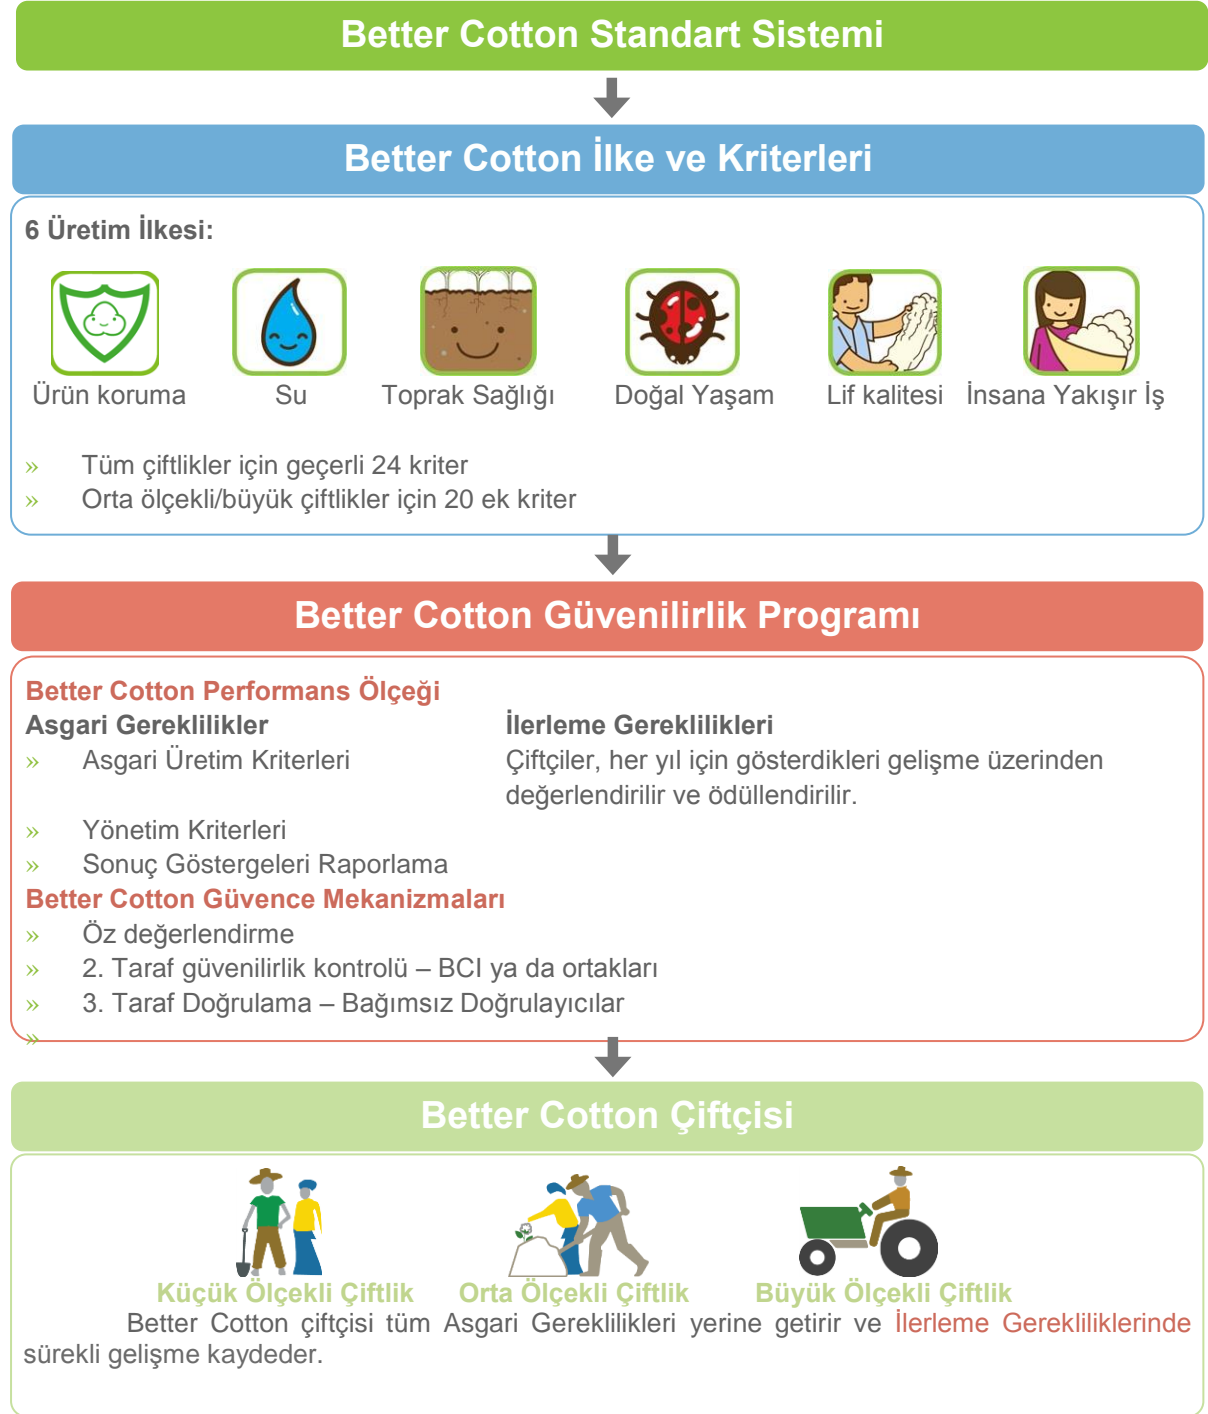 Better Cotton Standart Sistemi
Better Cotton İlke ve Kriterleri
6 Üretim İlkesi:
Ürün koruma Su Toprak Sağlığı Doğal Yaşam Lif kalitesi İnsana Yakışır İş
» Tüm çiftlikler için geçerli 24 kriter
» Orta ölçekli/büyük çiftlikler için 20 ek kriter
Better Cotton Güvenilirlik Programı
Better Cotton Performans Ölçeği
Asgari Gereklilikler İlerleme Gereklilikleri
» Asgari Üretim Kriterleri Çiftçiler, her yıl için gösterdikleri gelişme üzerinden
değerlendirilir ve ödüllendirilir.
» Yönetim Kriterleri
» Sonuç Göstergeleri Raporlama
Better Cotton Güvence Mekanizmaları
» Öz değerlendirme
» 2. Taraf güvenilirlik kontrolü – BCI ya da ortakları
» 3. Taraf Doğrulama – Bağımsız Doğrulayıcılar
»
Better Cotton Çiftçisi
Küçük Ölçekli Çiftlik Orta Ölçekli Çiftlik Büyük Ölçekli Çiftlik
Better Cotton çiftçisi tüm Asgari Gereklilikleri yerine getirir ve İlerleme Gerekliliklerinde
sürekli gelişme kaydeder.